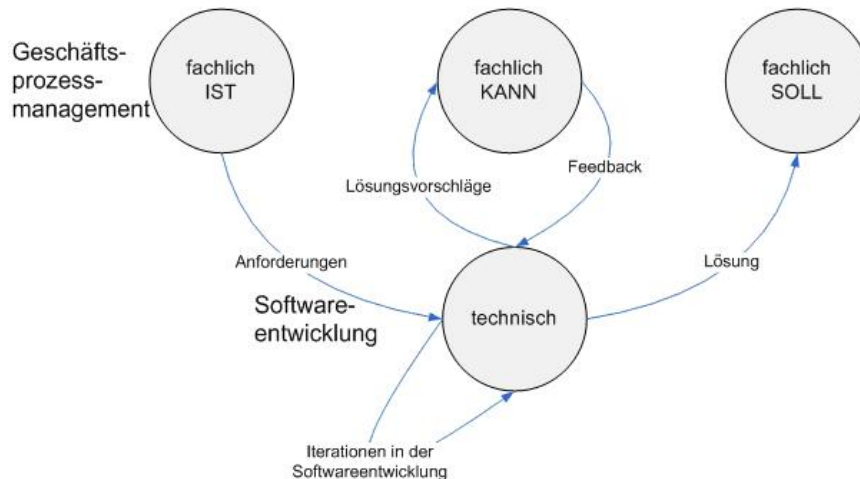 Geschäfts-
prozess-
management
fachlich
IST
fachlich
KANN
fachlich
SOLL
Lösungsvorschläge
Feedback
Anforderungen
Lösung
Software-
entwicklung
technisch
Iterationen in der
Softwareentwicklung